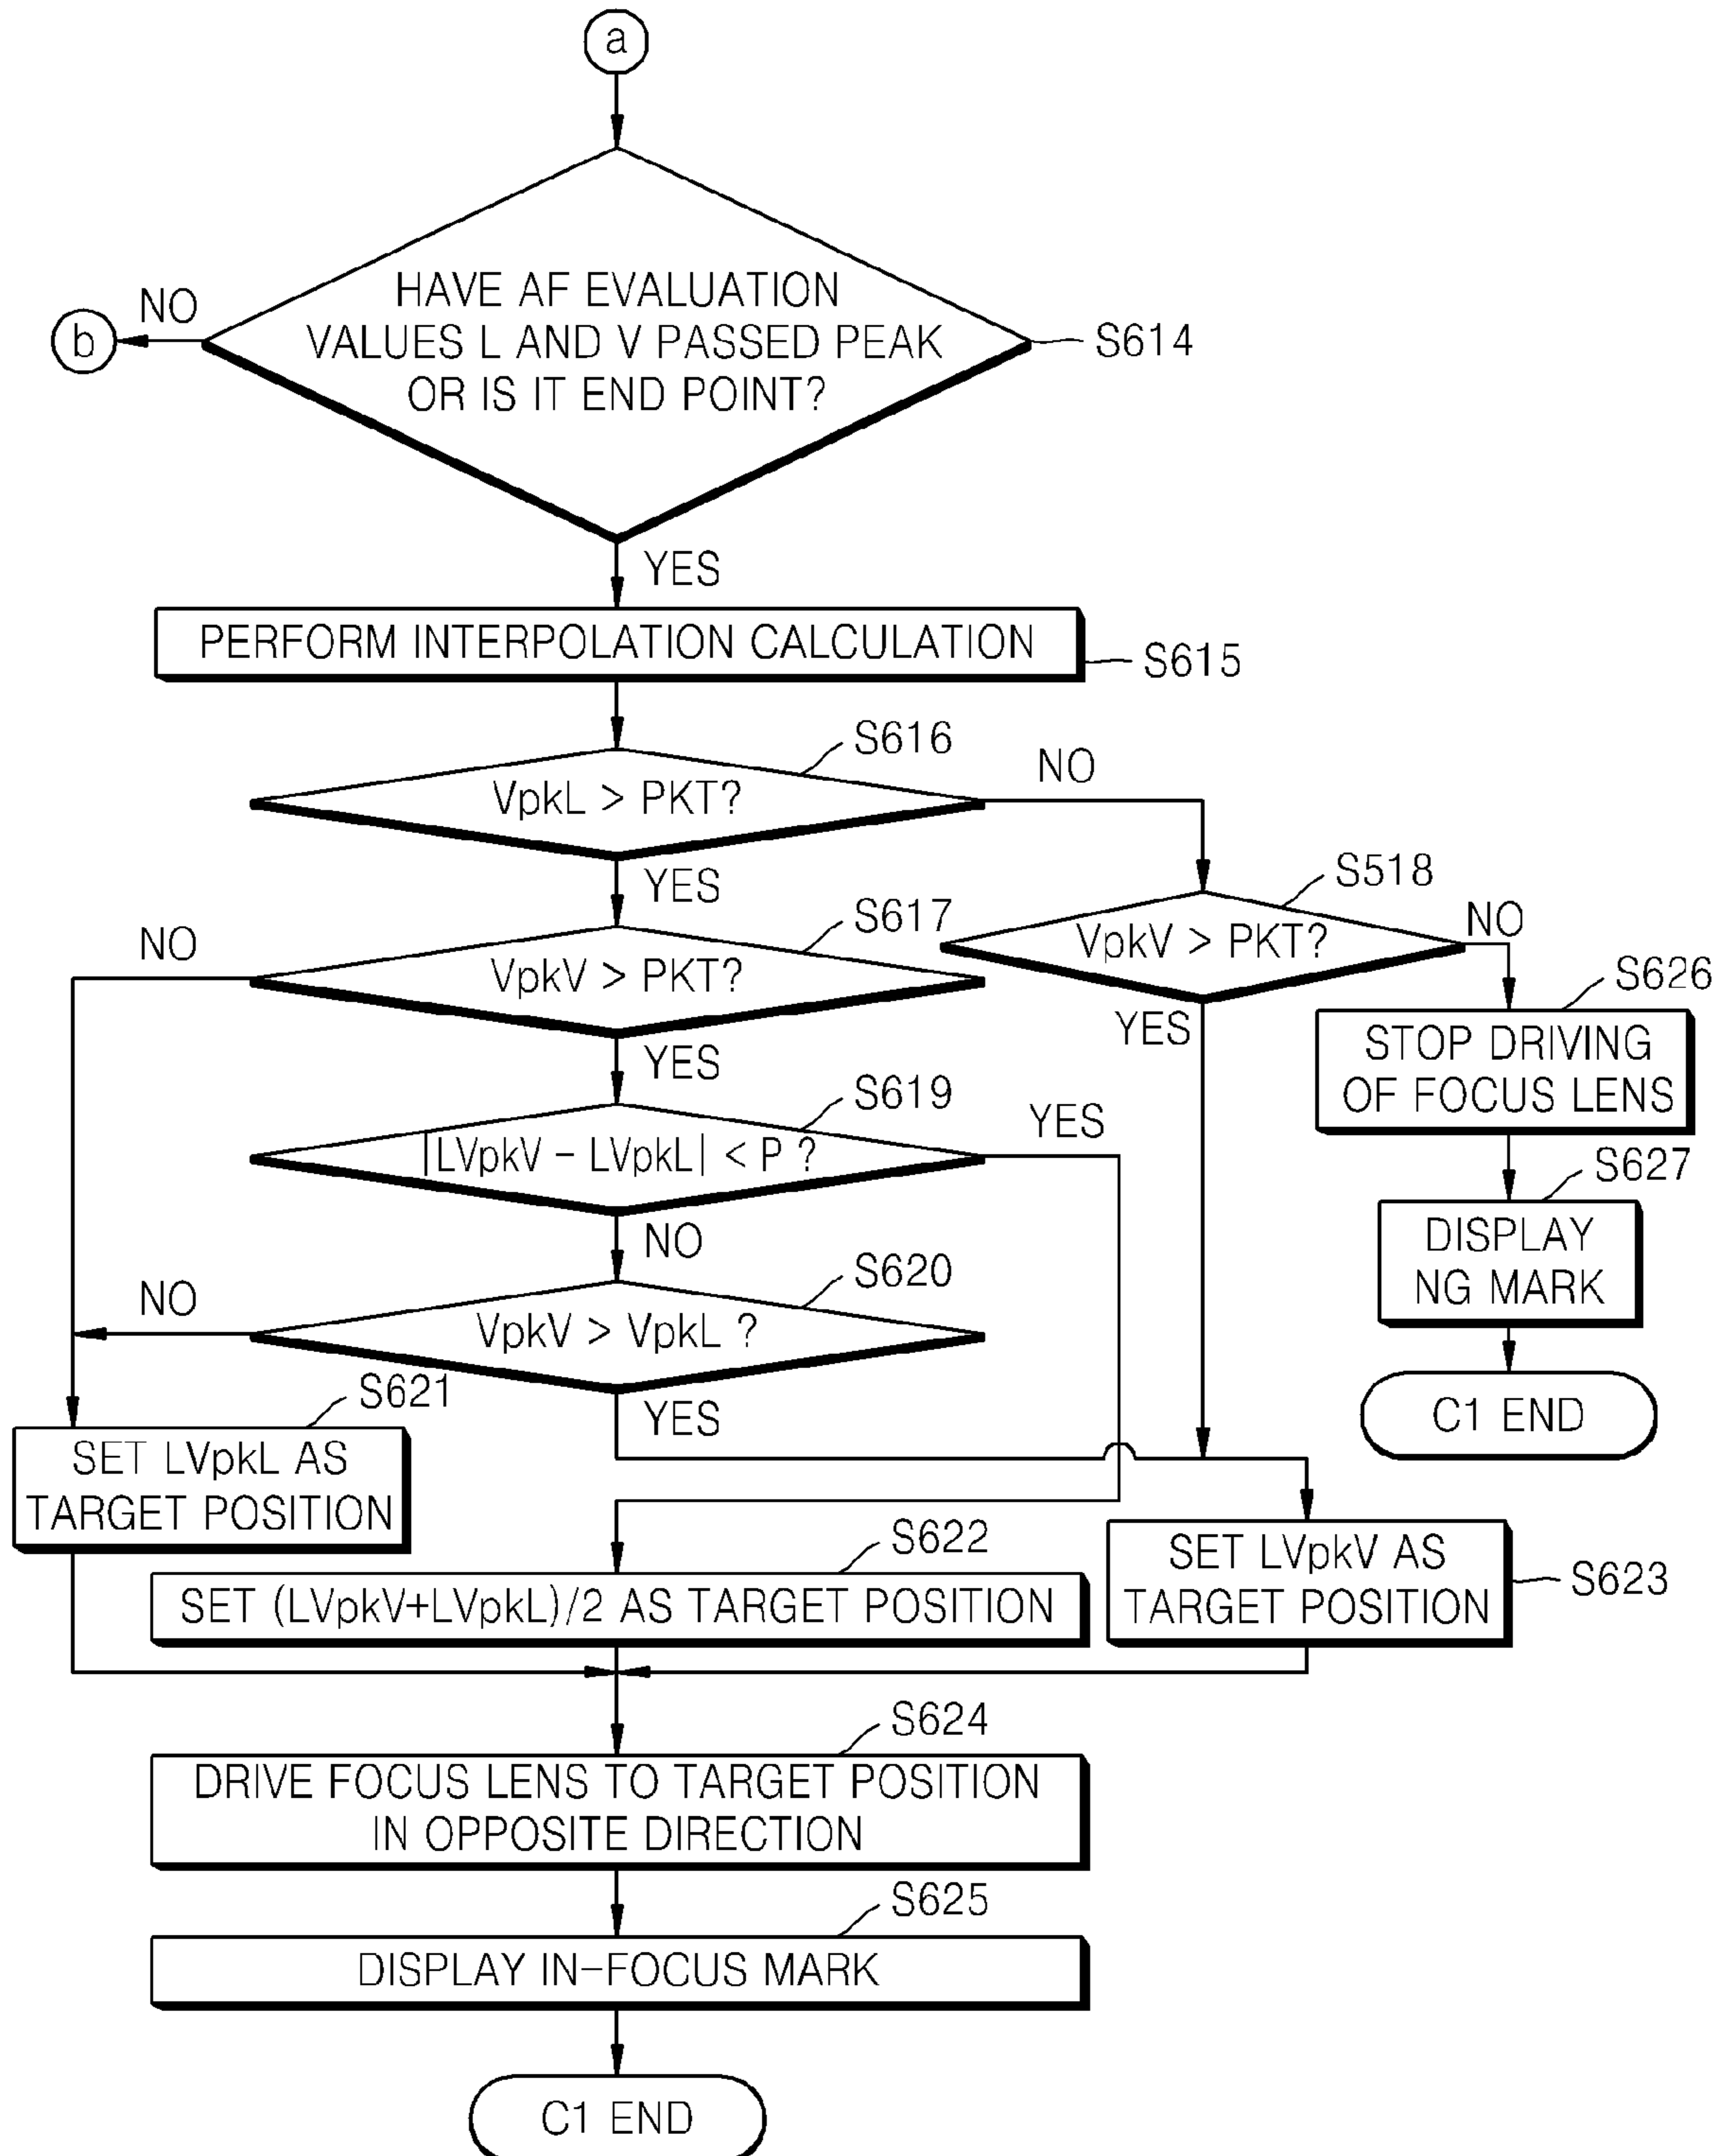 a
HAVE AF EVALUATION
VALUES L AND V PASSED PEAK
OR IS IT END POINT?
S614
NO
b
YES
PERFORM INTERPOLATION CALCULATION
S615
S616
VpkL > PKT?
NO
YES
S518
VpkV > PKT?
NO
YES
S617
VpkV > PKT?
NO
YES
S626
STOP DRIVING
OF FOCUS LENS
S619
|LVpkV - LVpkL| < P ?
YES
NO
S627
DISPLAY
NG MARK
S620
VpkV > VpkL ?
NO
YES
C1 END
S621
SET LVpkL AS
TARGET POSITION
S622
SET (LVpkV+LVpkL)/2 AS TARGET POSITION
SET LVpkV AS
TARGET POSITION
S623
S624
DRIVE FOCUS LENS TO TARGET POSITION
IN OPPOSITE DIRECTION
S625
DISPLAY IN-FOCUS MARK
C1 END